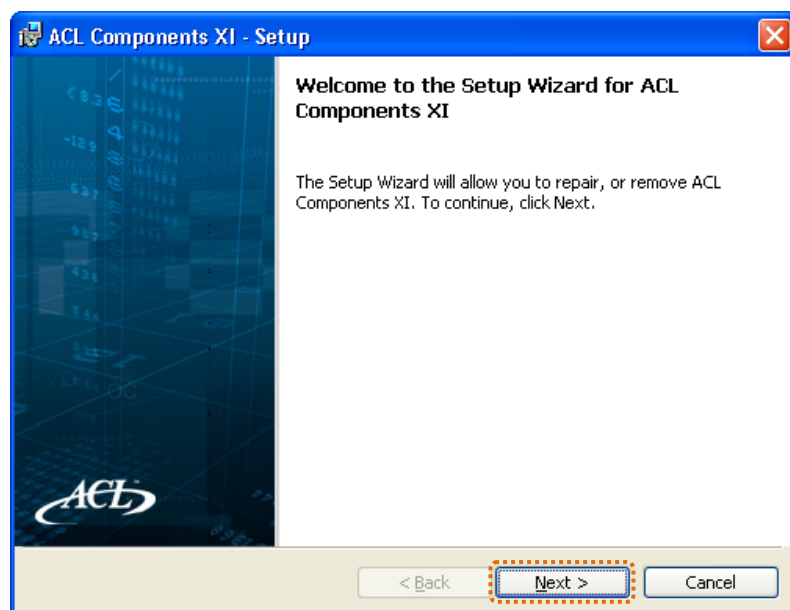 ACL Components XI - Setup
Welcome to the Setup Wizard for ACL
Components XI
The Setup Wizard will allow you to repair, or remove ACL
Components XI. To continue, click Next.
ACL
< Back
Next >
Cancel